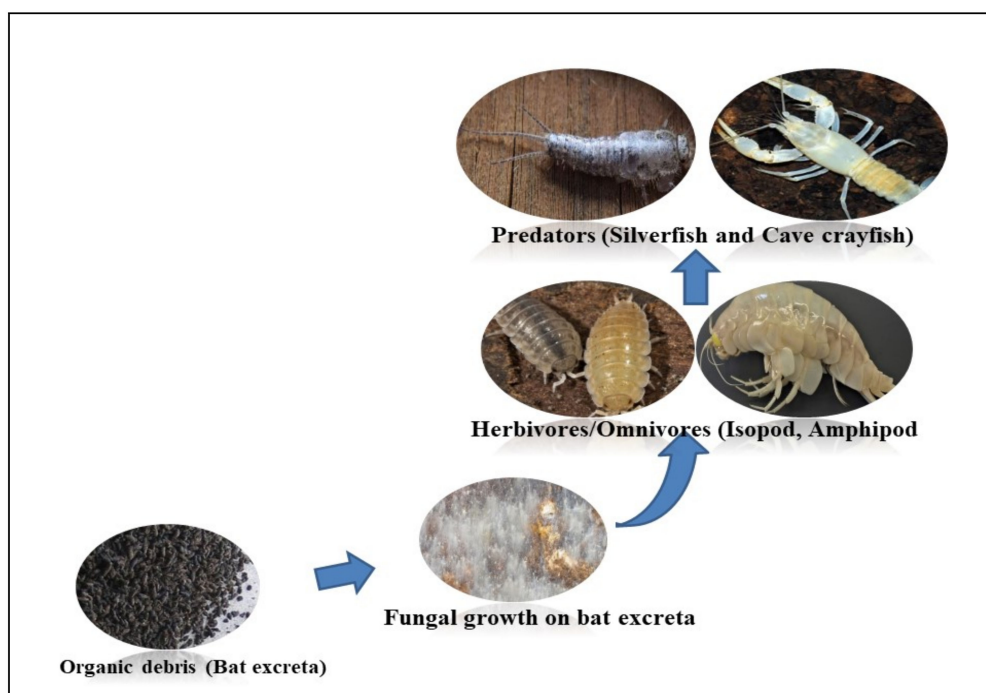 Predators (Silverfish and Cave crayfish)
Herbivores/Omnivores (Isopod, Amphipod
Fungal growth on bat excreta
Organic debris (Bat excreta)